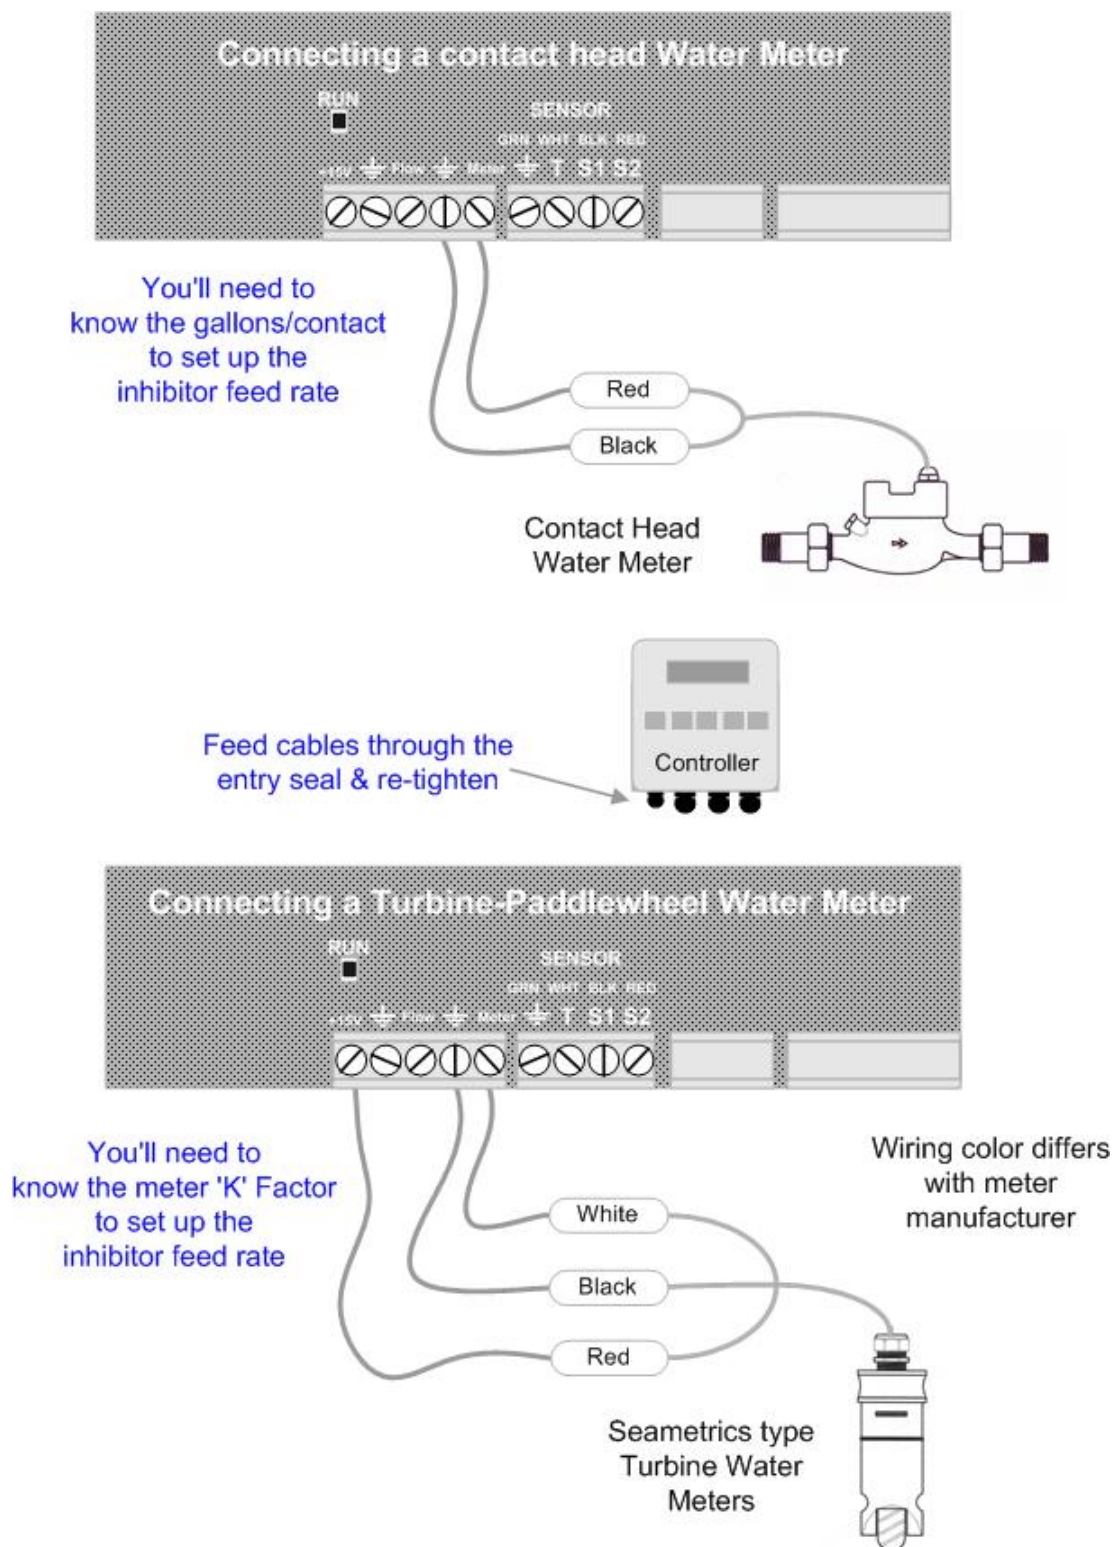 Connecting a contact head Water Meter
RUN
SENSOR
GRN WHT BLK RED
+15V Flow Meter T S1 S2
You'll need to
know the gallons/contact
to set up the
inhibitor feed rate
Red
Black
Contact Head
Water Meter
Feed cables through the
entry seal & re-tighten
Controller
Connecting a Turbine-Paddlewheel Water Meter
RUN
SENSOR
GRN WHT BLK RED
+15V Flow Meter T S1 S2
You'll need to
know the meter 'K' Factor
to set up the
inhibitor feed rate
Wiring color differs
with meter
manufacturer
White
Black
Red
Seametrics type
Turbine Water
Meters